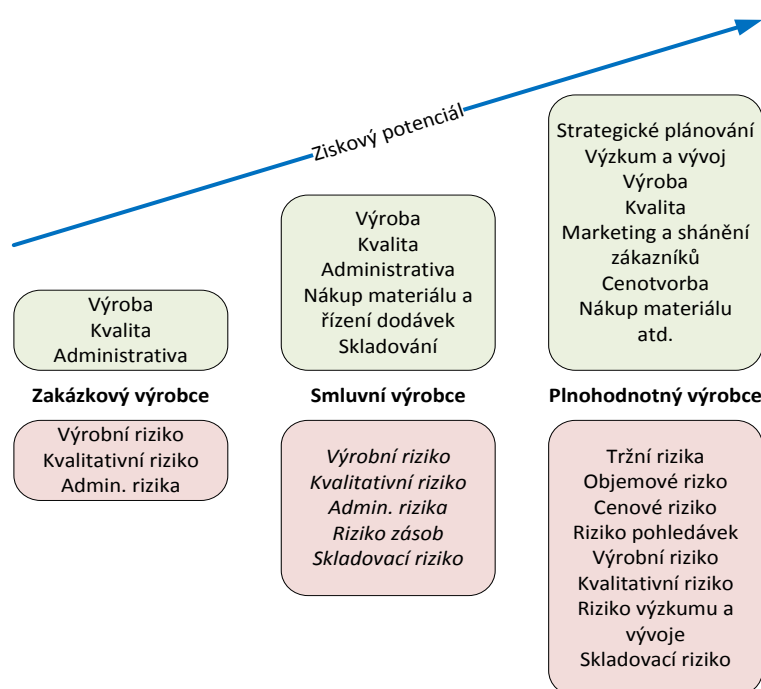 Ziskový potenciál
Výroba
Kvalita
Administrativa
Zakázkový výrobce
Výrobní riziko
Kvalitativní riziko
Admin. rizika
Výroba
Kvalita
Administrativa
Nákup materiálu a
řízení dodávek
Skladování
Smluvní výrobce
Výrobní riziko
Kvalitativní riziko
Admin. rizika
Riziko zásob
Skladovací riziko
Strategické plánování
Výzkum a vývoj
Výroba
Kvalita
Marketing a shánění
zákazníků
Cenotvorba
Nákup materiálu
atd.
Plnohodnotný výrobce
Tržní rizika
Objemové rizko
Cenové riziko
Riziko pohledávek
Výrobní riziko
Kvalitativní riziko
Riziko výzkumu a
vývoje
Skladovací riziko